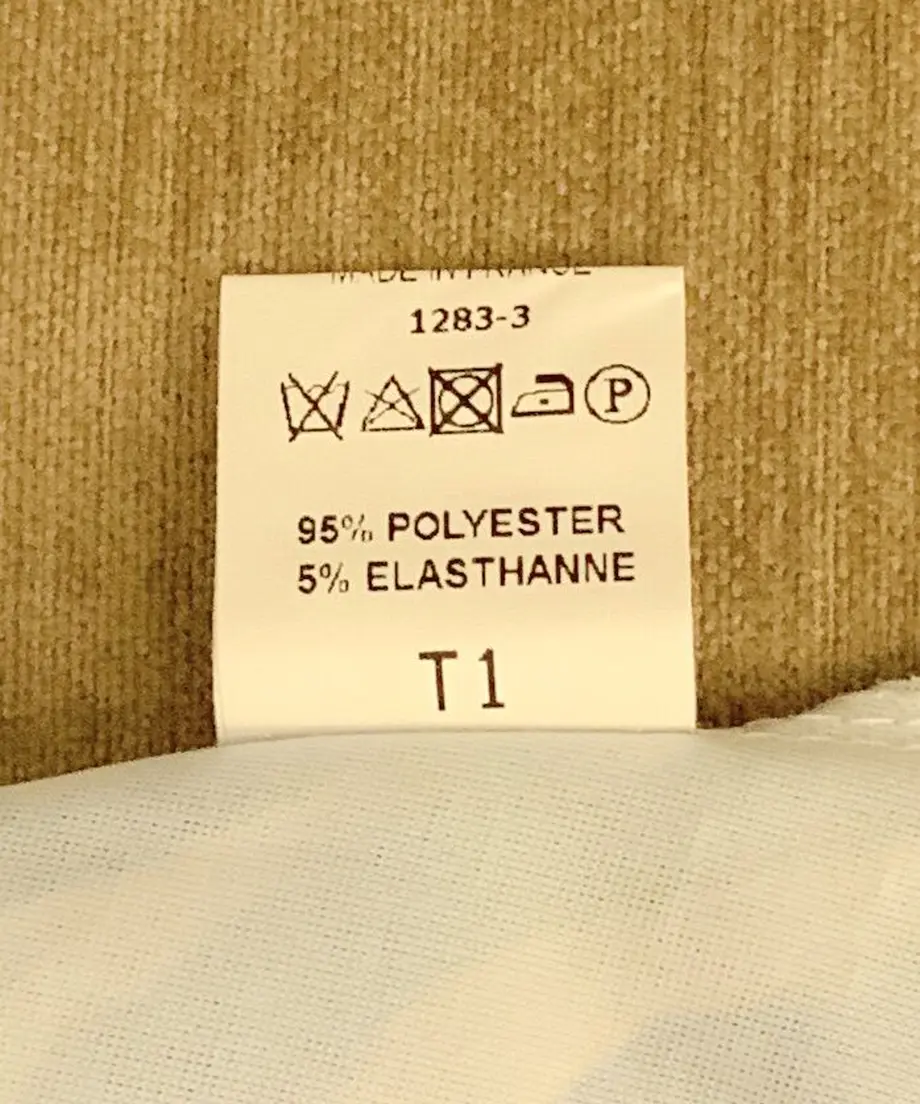 MADE IN FRANCE
1283-3
P
95% POLYESTER
5% ELASTHANNE
T1